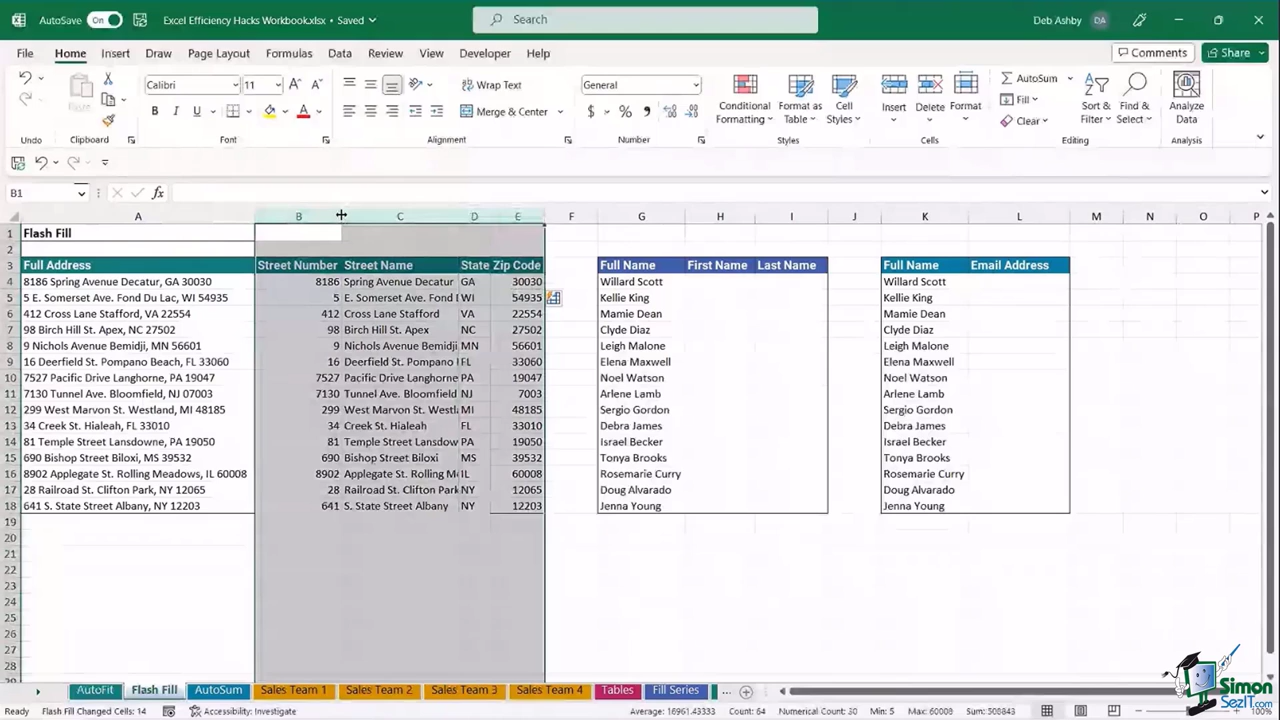 AutoSave On Excel Efficiency Hacks Workbook.xlsx • Saved Search Deb Ashby DA
File Home Insert Draw Page Layout Formulas Data Review View Developer Help Comments Share
Calibri 11 Wrap Text General AutoSum
Paste B I U Merge & Center $ % Conditional Formatting Format as Table Cell Styles Insert Delete Format Fill Clear Sort & Filter Find & Select Analyze Data
Undo Clipboard Font Alignment Number Styles Cells Editing Analysis
B1 fx
A B C D E F G H I J K L M N O P
1 Flash Fill
2
3 Full Address Street Number Street Name State Zip Code Full Name First Name Last Name Full Name Email Address
4 8186 Spring Avenue Decatur, GA 30030 8186 Spring Avenue Decatur GA 30030 Willard Scott Willard Scott
5 5 E. Somerset Ave. Fond Du Lac, WI 54935 5 E. Somerset Ave. Fond WI 54935 Kellie King Kellie King
6 412 Cross Lane Stafford, VA 22554 412 Cross Lane Stafford VA 22554 Mamie Dean Mamie Dean
7 98 Birch Hill St. Apex, NC 27502 98 Birch Hill St. Apex NC 27502 Clyde Diaz Clyde Diaz
8 9 Nichols Avenue Bemidji, MN 56601 9 Nichols Avenue Bemidji MN 56601 Leigh Malone Leigh Malone
9 16 Deerfield St. Pompano Beach, FL 33060 16 Deerfield St. Pompano FL 33060 Elena Maxwell Elena Maxwell
10 7527 Pacific Drive Langhorne, PA 19047 7527 Pacific Drive Langhorne PA 19047 Noel Watson Noel Watson
11 7130 Tunnel Ave. Bloomfield, NJ 07003 7130 Tunnel Ave. Bloomfield NJ 7003 Arlene Lamb Arlene Lamb
12 299 West Marvon St. Westland, MI 48185 299 West Marvon St. Westl MI 48185 Sergio Gordon Sergio Gordon
13 34 Creek St. Hialeah, FL 33010 34 Creek St. Hialeah FL 33010 Debra James Debra James
14 81 Temple Street Lansdowne, PA 19050 81 Temple Street Lansdow PA 19050 Israel Becker Israel Becker
15 690 Bishop Street Biloxi, MS 39532 690 Bishop Street Biloxi MS 39532 Tonya Brooks Tonya Brooks
16 8902 Applegate St. Rolling Meadows, IL 60008 8902 Applegate St. Rolling M IL 60008 Rosemarie Curry Rosemarie Curry
17 28 Railroad St. Clifton Park, NY 12065 28 Railroad St. Clifton Park NY 12065 Doug Alvarado Doug Alvarado
18 641 S. State Street Albany, NY 12203 641 S. State Street Albany NY 12203 Jenna Young Jenna Young
19
20
21
22
23
24
25
26
27
28
Simon
SezIT.com
AutoFit Flash Fill AutoSum Sales Team 1 Sales Team 2 Sales Team 3 Sales Team 4 Tables Fill Series ...
Ready Flash Fill Changed Cells: 14 Accessibility: Investigate Average: 16961.43333 Count: 64 Numerical Count: 30 Min: 5 Max: 60008 Sum: 508843 100%